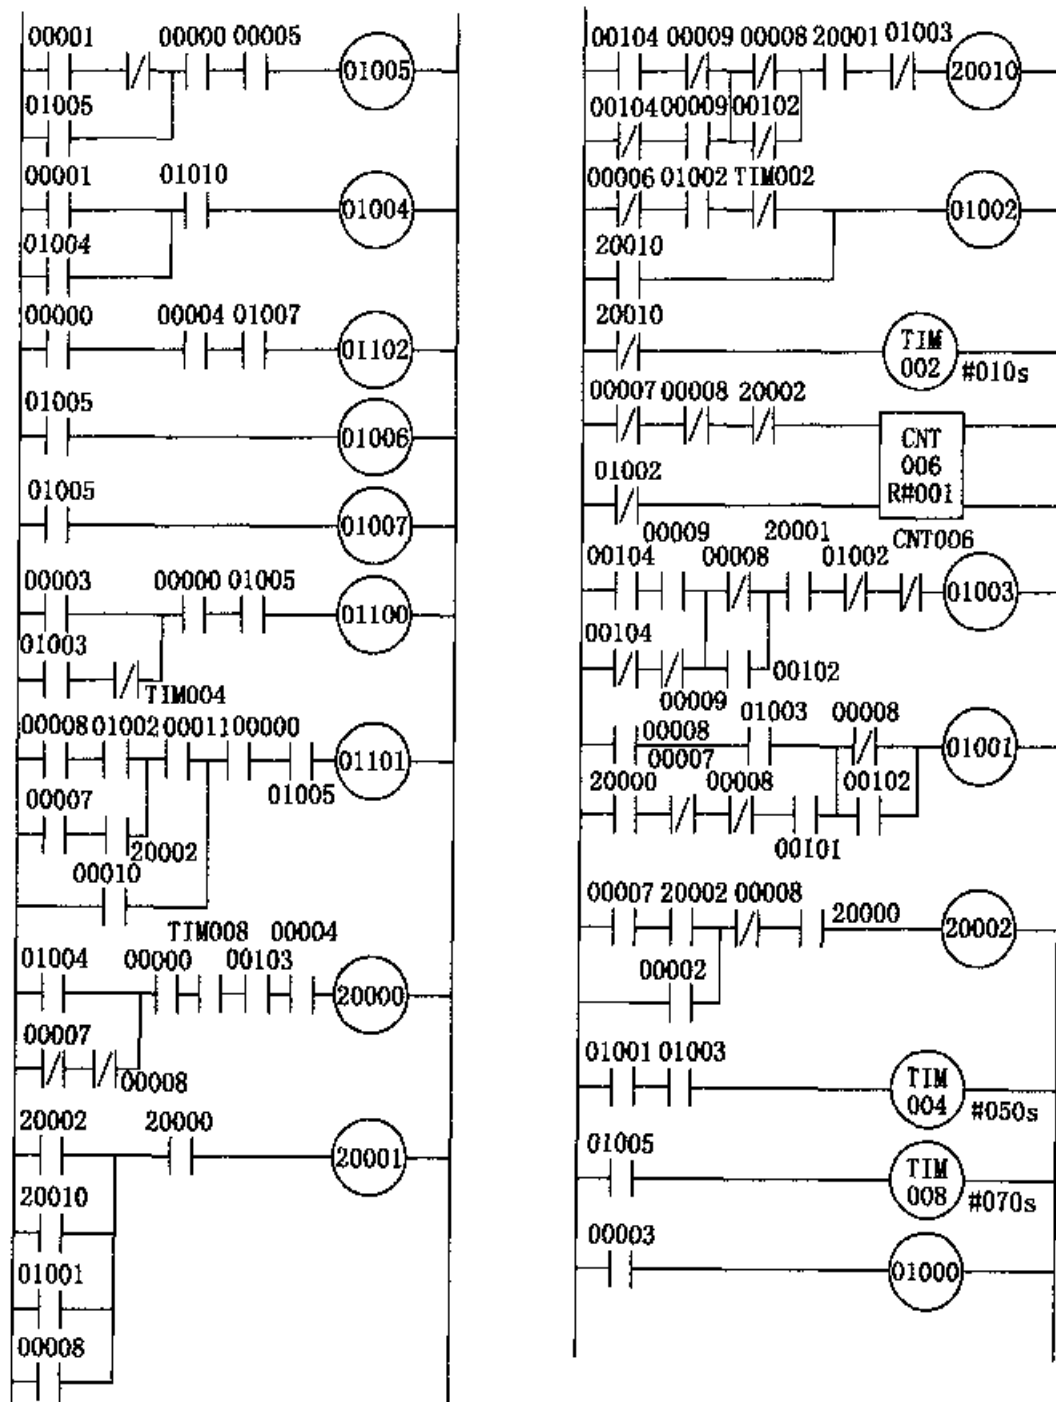 00001 00000 00005
01005
01005
00001 01010
01004
01004
00000 00004 01007
01102
01005
01006
01005
01007
00003 00000 01005
01100
01003
TIM004
00008 01002 00011 00000
01101
01005
00007
20002
00010
TIM008 00004
01004 00000 00103
20000
00007
00008
20002 20000
20001
20010
01001
00008
00104 00009 00008 20001 01003
20010
00104 00009 00102
00006 01002 TIM002
01002
20010
20010
TIM
002 #010s
00007 00008 20002
CNT
006
R#001
01002
00009 20001 CNT006
00104 00008 01002
01003
00104
00102
00009
00008 01003 00008
01001
00007
20000 00008 00102
00101
00007 20002 00008 20000
20002
00002
01001 01003
TIM
004 #050s
01005
TIM
008 #070s
00003
01000